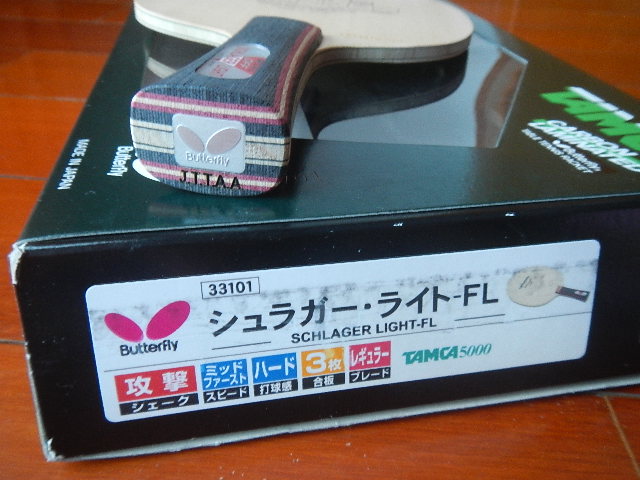 Butterfly
JTTAA
MADE IN JAPAN
Butterfly
TAMC
33101
シュラガー・ライト-FL
SCHLAGER LIGHT-FL
Butterfly
攻撃
シェーク
ミッド
ファースト
スピード
ハード
打球感
3枚
合板
レギュラー
ブレード
TAMCA5000